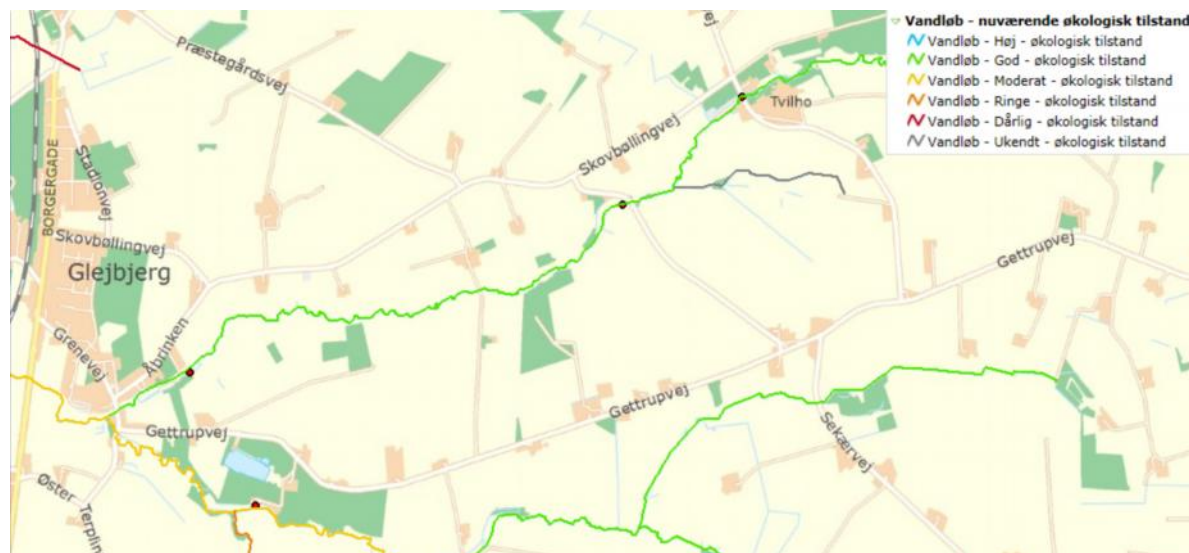 Vandløb - nuværende økologisk tilstand
Vandløb - Høj - økologisk tilstand
Vandløb - God - økologisk tilstand
Vandløb - Moderat - økologisk tilstand
Vandløb - Ringe - økologisk tilstand
Vandløb - Dårlig - økologisk tilstand
Vandløb - Ukendt - økologisk tilstand
Præstegårdsvej
vej
Tvilho
Skovbøllingvej
Stadionvej
BORGERGADE
Skovbøllingvej
Gettrupvej
Glejbjerg
Grenevej
Åbrinken
Gettrupvej
Gettrupvej
Sekærvej
Øster
Terplin